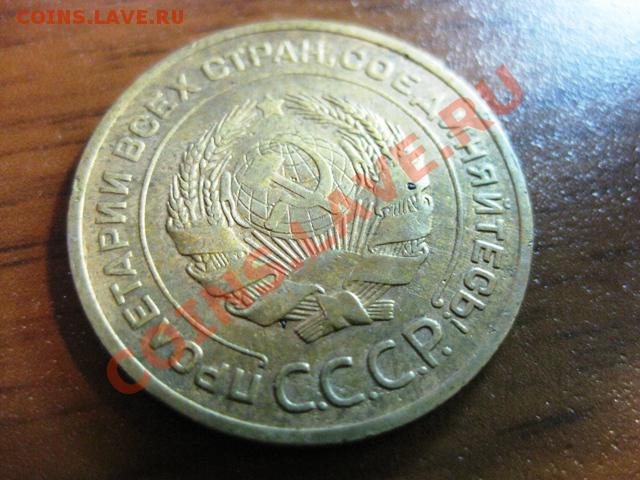 COINS.LAVE.RU
ПРОЛЕТАРИИ ВСЕХ СТРАН, СОЕДИНЯЙТЕСЬ!
С.С.С.Р.
COINS.LAVE.RU